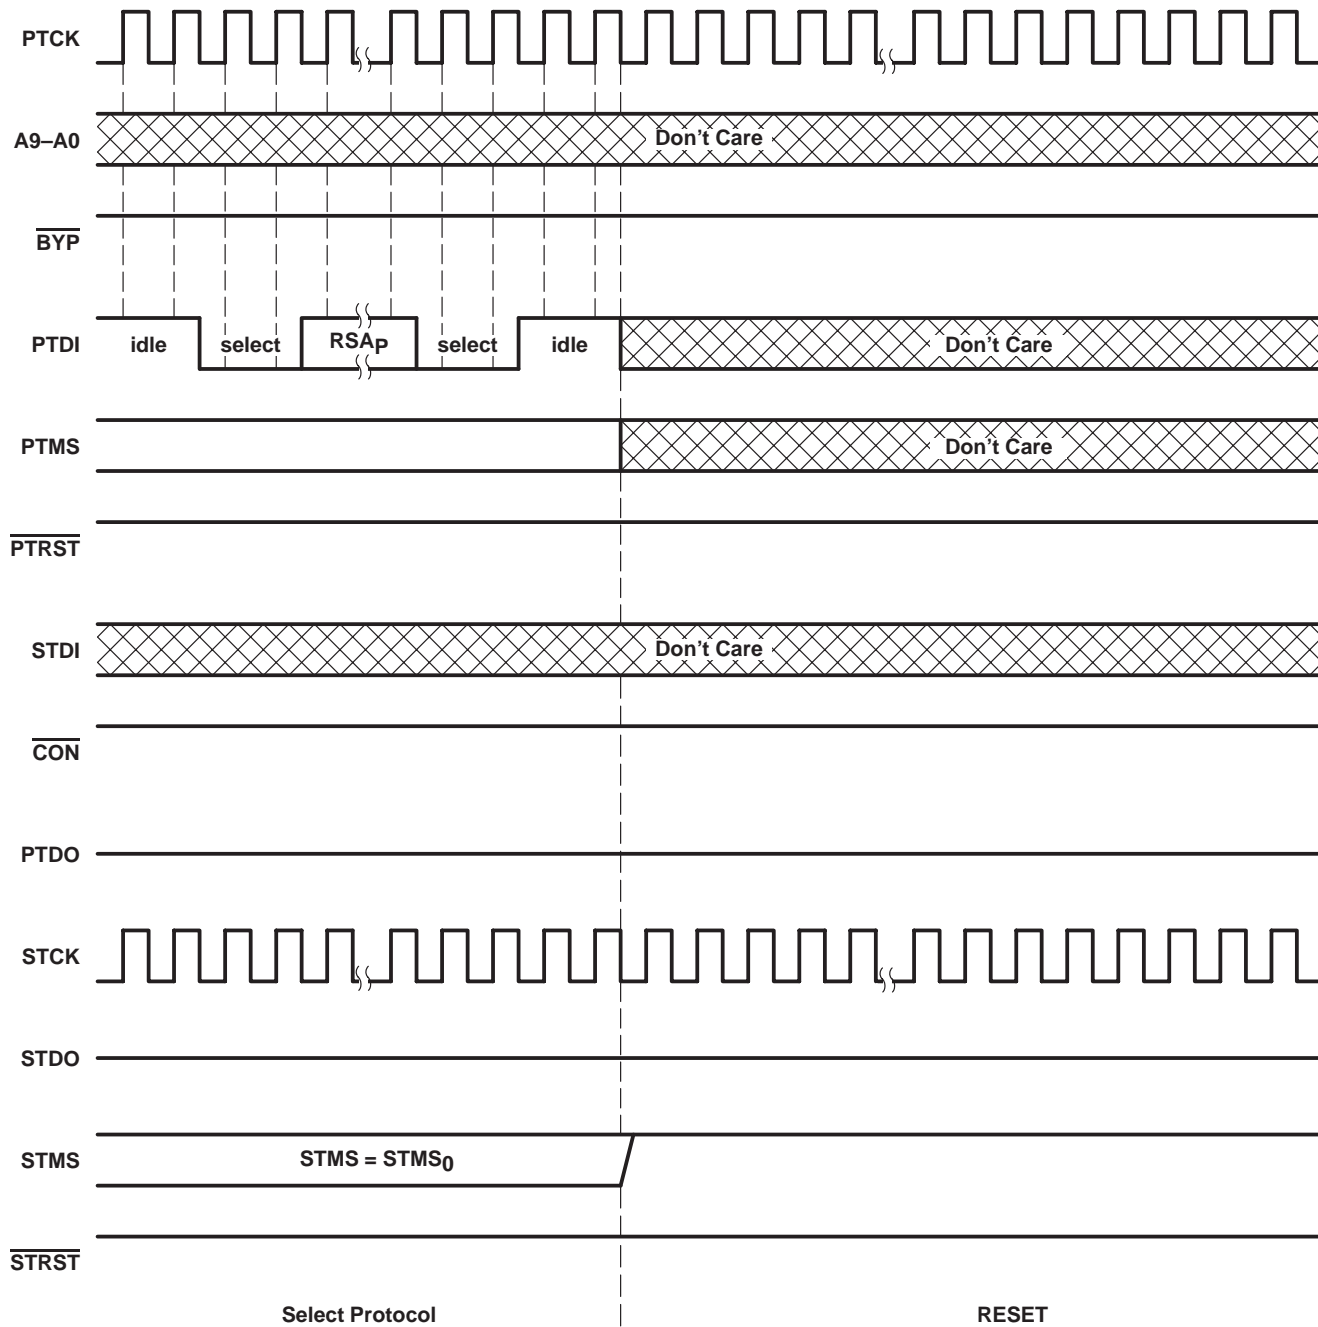 PTCK
A9–A0
Don't Care
BYP
PTDI
idle
select
RSAP
select
idle
Don't Care
PTMS
Don't Care
PTRST
STDI
Don't Care
CON
PTDO
STCK
STDO
STMS
STMS = STMS0
STRST
Select Protocol
RESET